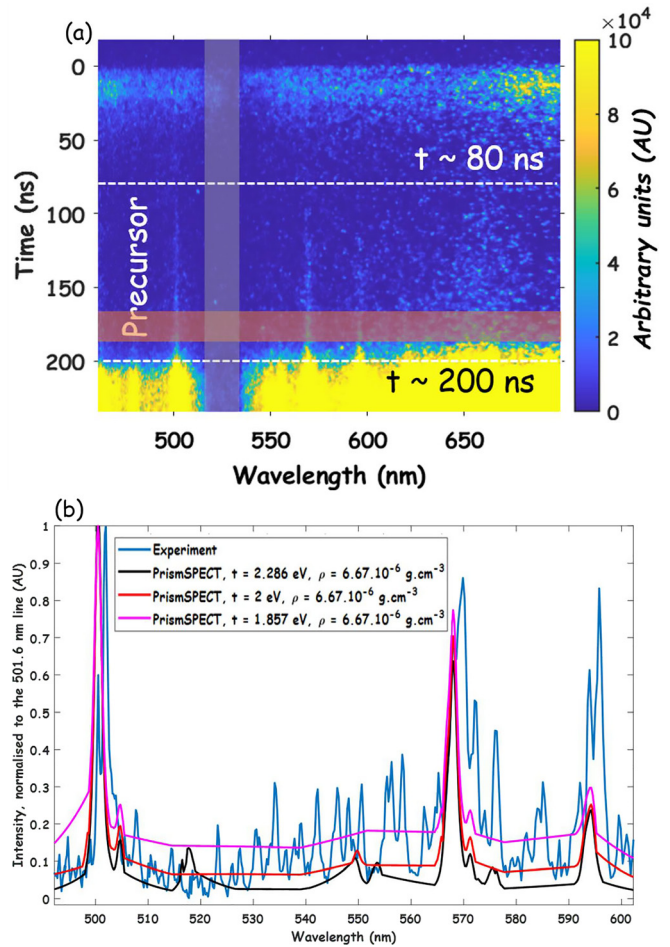 (a)
×10⁴
0
50
100
150
200
Time (ns)
t ~ 80 ns
Precursor
t ~ 200 ns
500
550
600
650
Wavelength (nm)
10
8
6
4
2
0
Arbitrary units (AU)
(b)
1
0.9
0.8
0.7
0.6
0.5
0.4
0.3
0.2
0.1
0
Intensity, normalised to the 501.6 nm line (AU)
Experiment
PrismSPECT, t = 2.286 eV, ρ = 6.67.10⁻⁶ g.cm⁻³
PrismSPECT, t = 2 eV, ρ = 6.67.10⁻⁶ g.cm⁻³
PrismSPECT, t = 1.857 eV, ρ = 6.67.10⁻⁶ g.cm⁻³
500
510
520
530
540
550
560
570
580
590
600
Wavelength (nm)